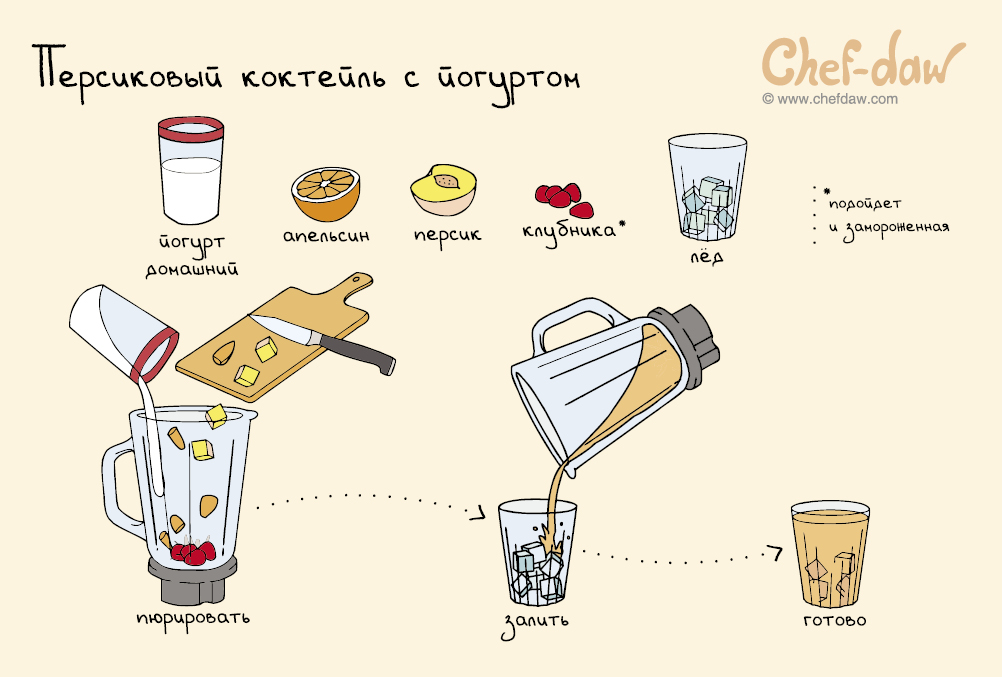 Персиковый коктейль с йогуртом
Chef-daw
© www.chefdaw.com
йогурт
домашний
апельсин
персик
клубника*
лёд
*
подойдет
и замороженная
пюрировать
залить
готово